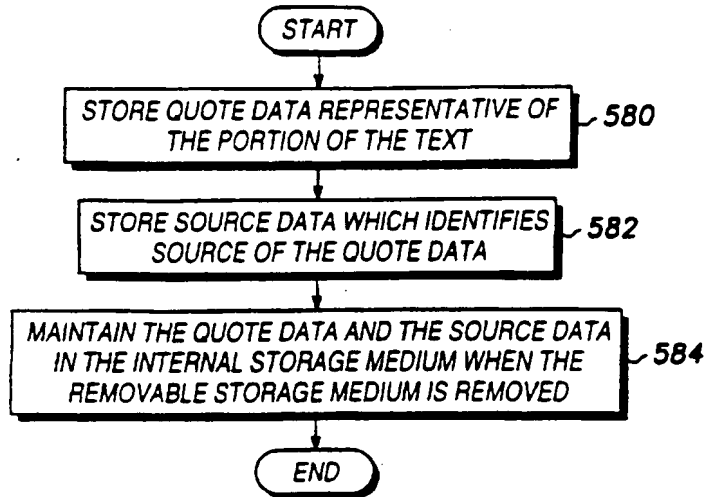 START
STORE QUOTE DATA REPRESENTATIVE OF
THE PORTION OF THE TEXT
580
STORE SOURCE DATA WHICH IDENTIFIES
SOURCE OF THE QUOTE DATA
582
MAINTAIN THE QUOTE DATA AND THE SOURCE DATA
IN THE INTERNAL STORAGE MEDIUM WHEN THE
REMOVABLE STORAGE MEDIUM IS REMOVED
584
END